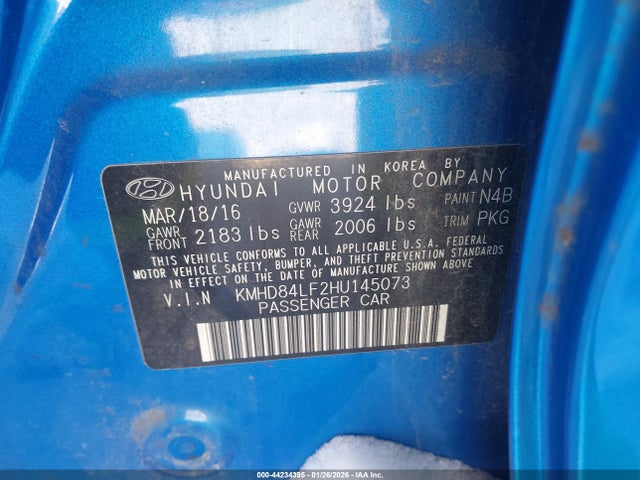 MANUFACTURED IN KOREA BY
HYUNDAI MOTOR COMPANY
MAR/18/16 GVWR 3924 lbs PAINT N4B
GAWR FRONT 2183 lbs GAWR REAR 2006 lbs TRIM PKG
THIS VEHICLE CONFORMS TO ALL APPLICABLE U.S.A. FEDERAL
MOTOR VEHICLE SAFETY, BUMPER, AND THEFT PREVENTION STANDARDS
IN EFFECT ON THE DATE OF MANUFACTURE SHOWN ABOVE.
V.I.N KMHD84LF2HU145073
PASSENGER CAR
000-44234395 - 01/26/2026 - IAA Inc.